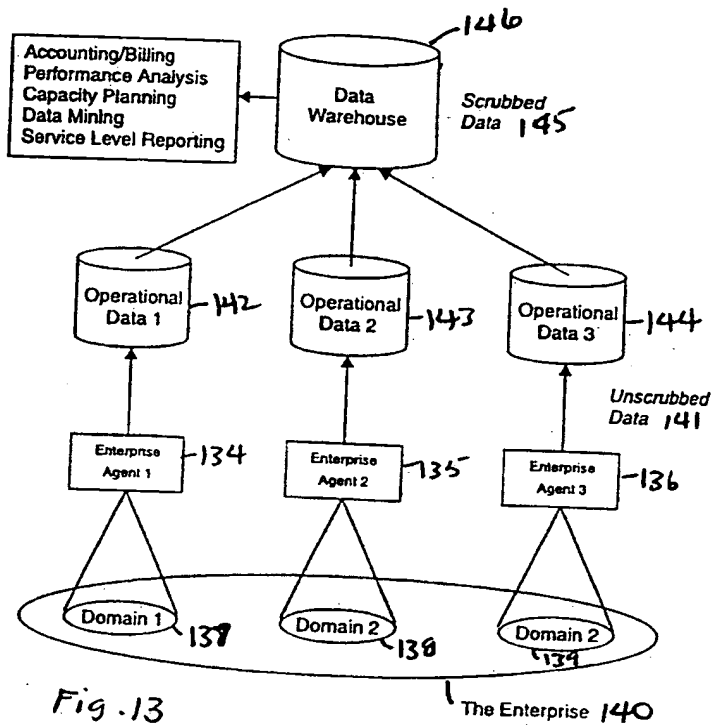 146
Accounting/Billing
Performance Analysis
Capacity Planning
Data Mining
Service Level Reporting
Data
Warehouse
Scrubbed
Data 145
Operational
Data 1
142
Operational
Data 2
143
Operational
Data 3
144
Unscrubbed
Data 141
Enterprise
Agent 1
134
Enterprise
Agent 2
135
Enterprise
Agent 3
136
Domain 1
137
Domain 2
138
Domain 2
139
Fig. 13
The Enterprise 140